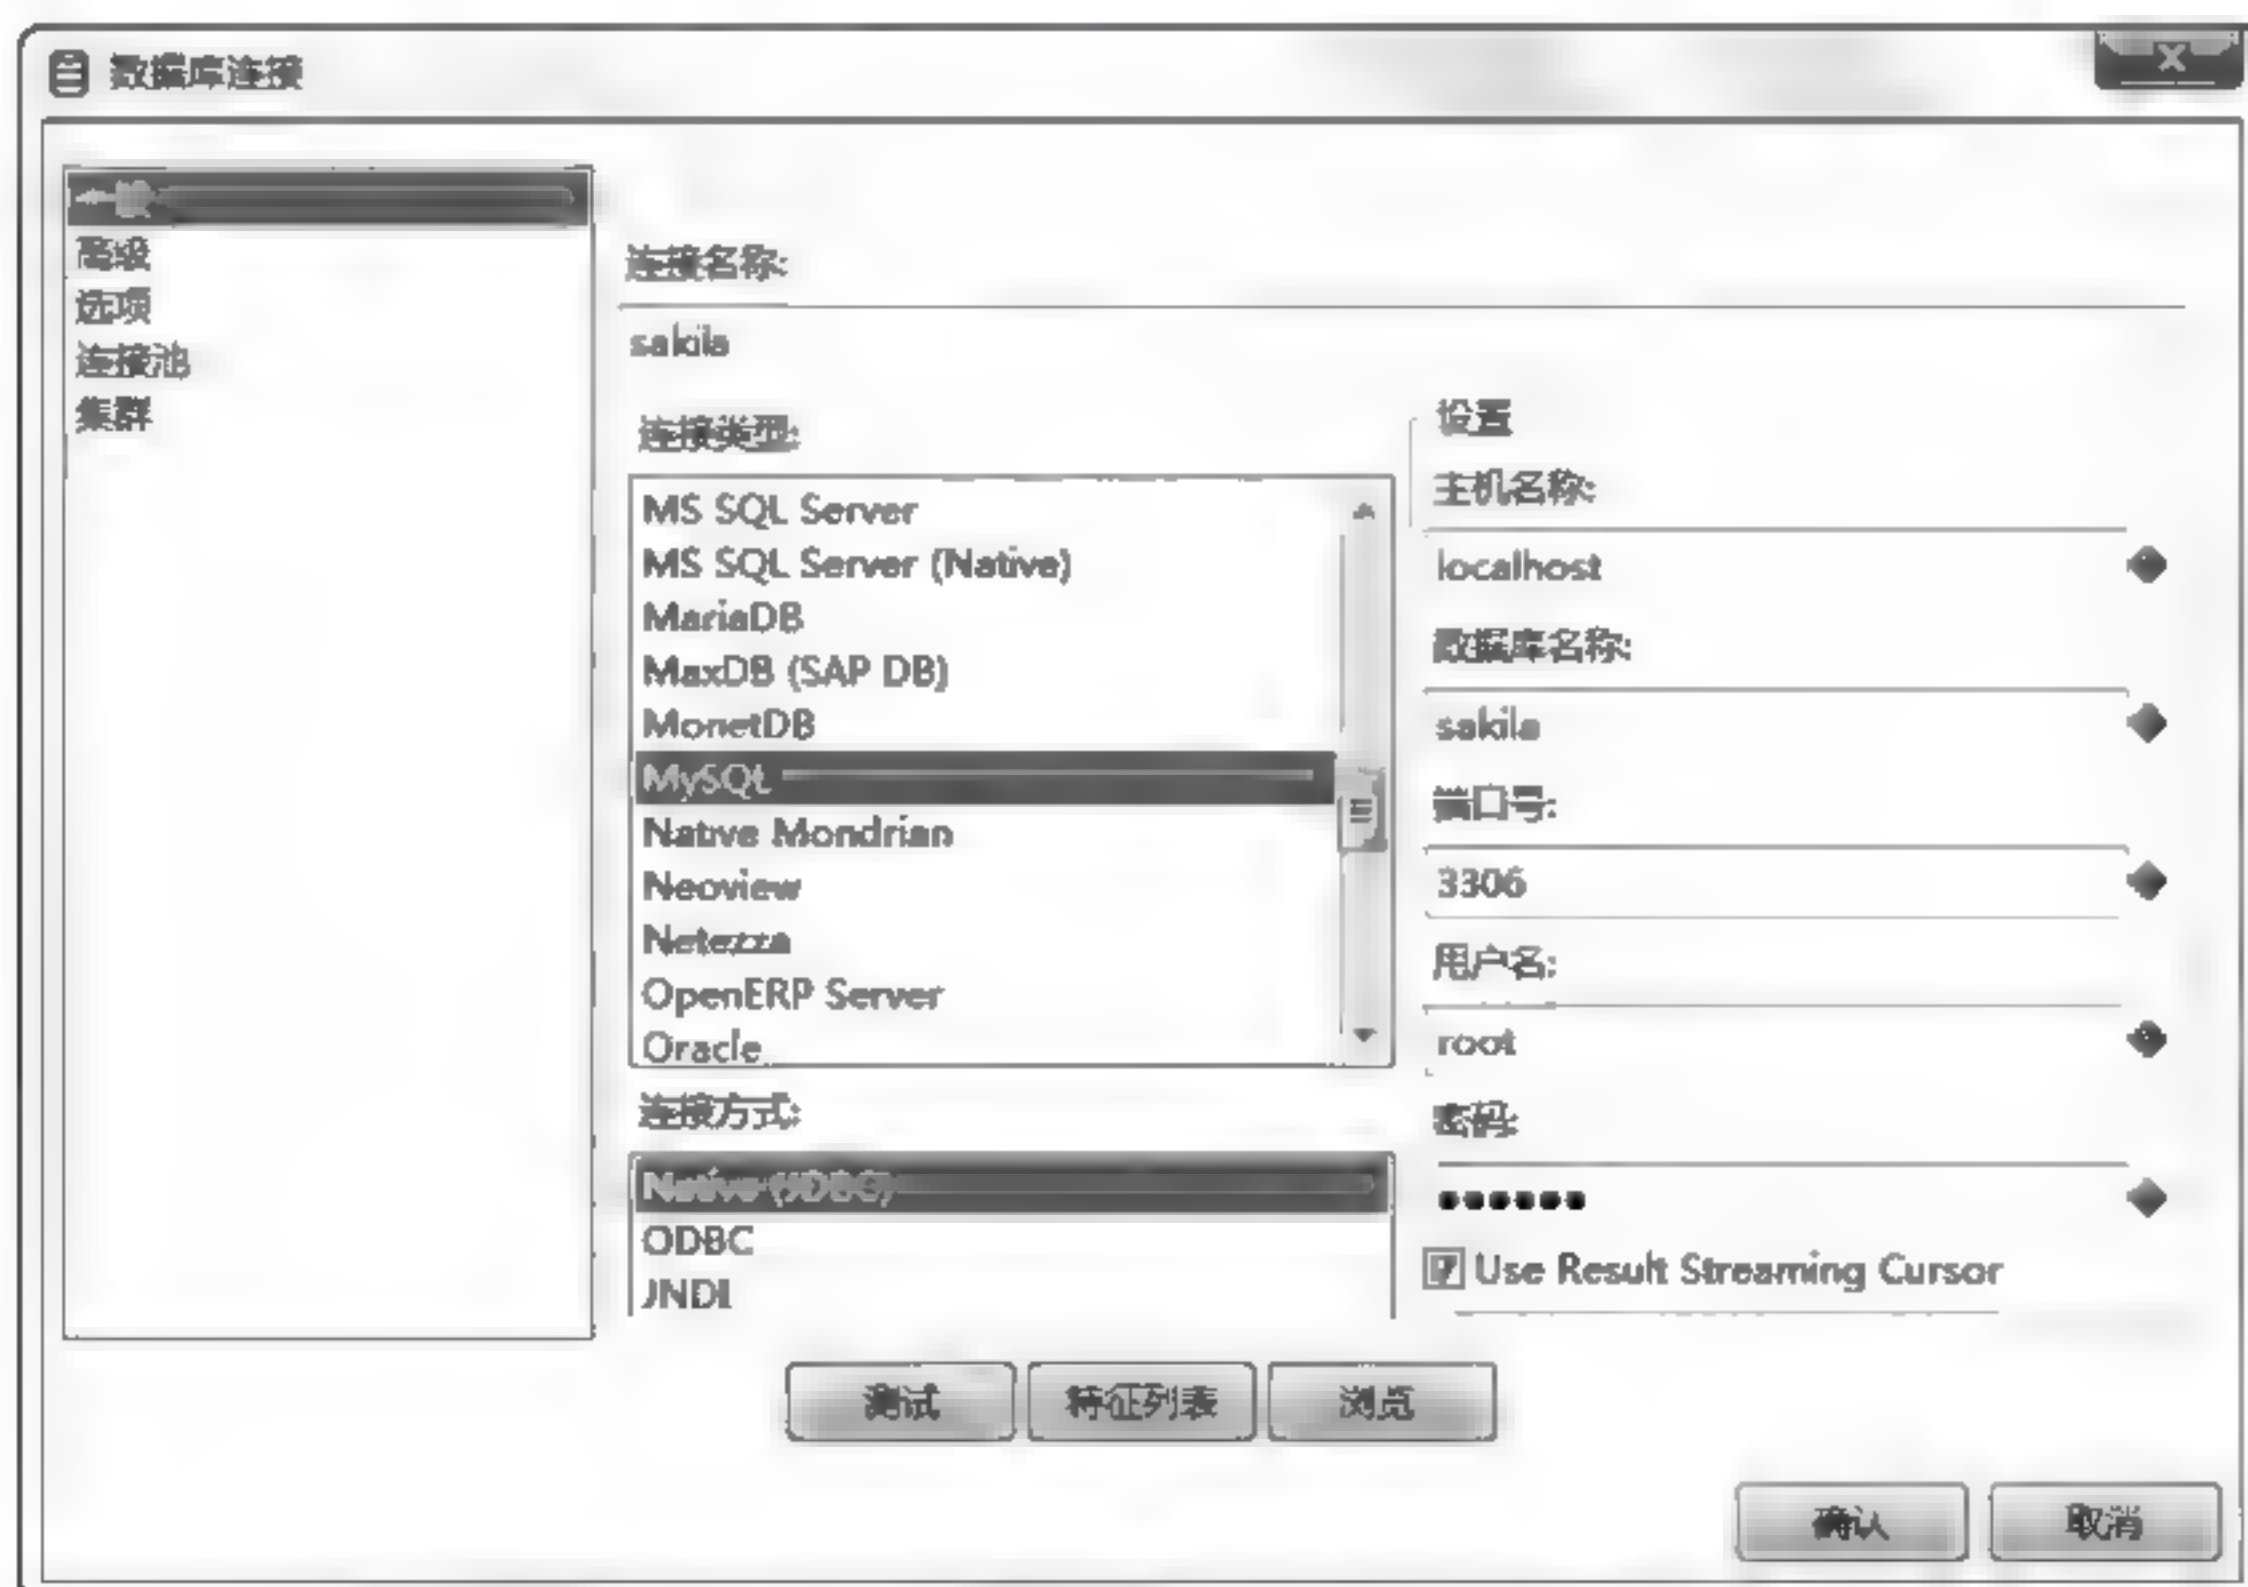 数据库连接
一般
高级
选项
连接池
集群
连接名称:
sakila
连接类型:
MS SQL Server
MS SQL Server (Native)
MariaDB
MaxDB (SAP DB)
MonetDB
MySQL
Native Mondrian
Neoview
Netezza
OpenERP Server
Oracle
连接方式:
Native (JDBC)
ODBC
JNDI
设置
主机名称:
localhost
数据库名称:
sakila
端口号:
3306
用户名:
root
密码:
●●●●●●
Use Result Streaming Cursor
测试
特征列表
浏览
确认
取消